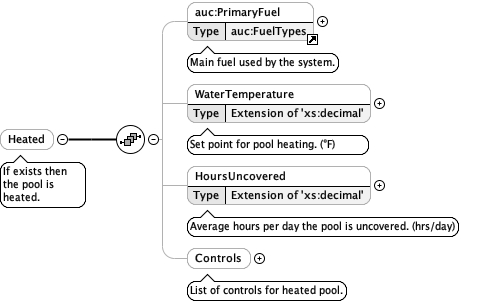 auc:PrimaryFuel
Type auc:FuelTypes
Main fuel used by the system.
WaterTemperature
Type Extension of 'xs:decimal'
Set point for pool heating. (°F)
Heated
If exists then
the pool is
heated.
HoursUncovered
Type Extension of 'xs:decimal'
Average hours per day the pool is uncovered. (hrs/day)
Controls
List of controls for heated pool.